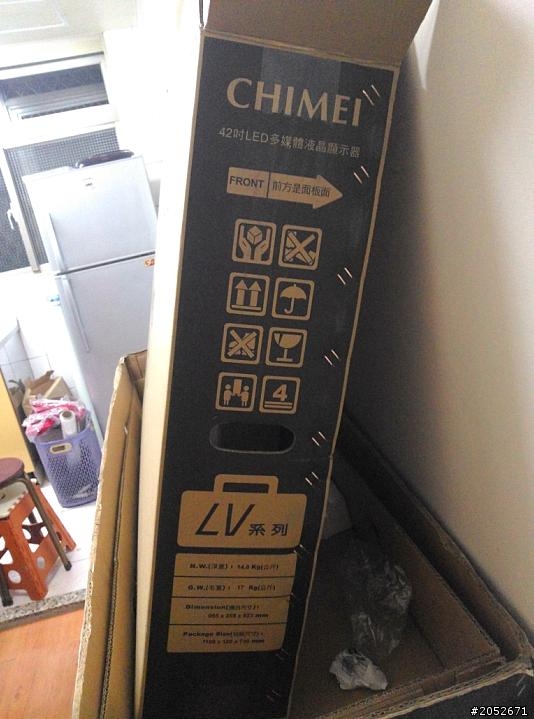 CHIMEI
42吋LED多媒體液晶顯示器
FRONT 前方是面板面
4
LV系列
N.W.(淨重): 14.0 Kg(公斤)
G.W.(毛重): 17 Kg(公斤)
Dimension(機台尺寸):
Package Size(包裝尺寸):
#2052671